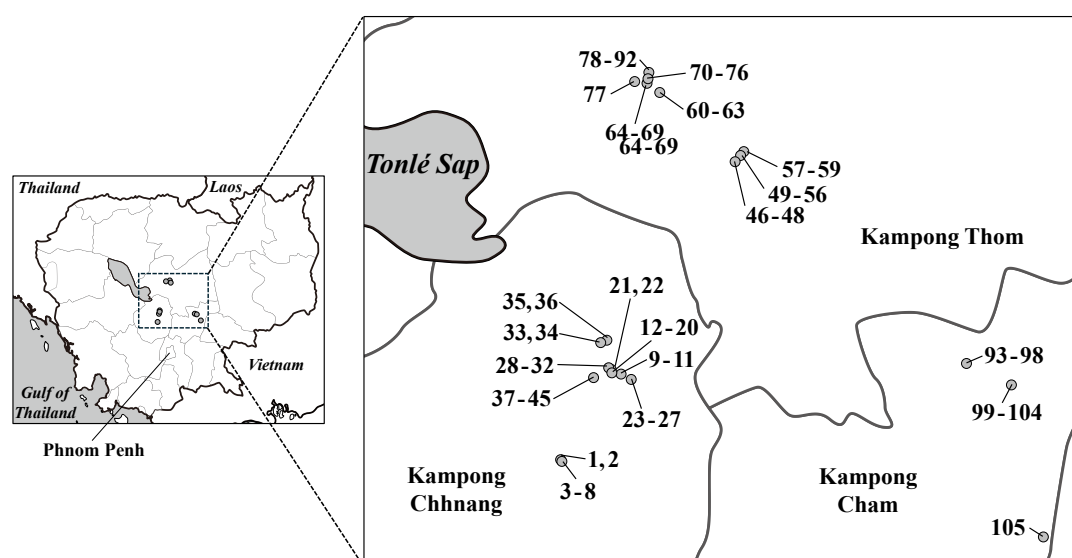 Thailand
Laos
Vietnam
Gulf of
Thailand
Phnom Penh
78-92
70-76
77
60-63
64-69
64-69
Tonlé Sap
57-59
49-56
46-48
Kampong Thom
21,22
35,36
12-20
33,34
9-11
28-32
37-45
23-27
93-98
99-104
1,2
3-8
Kampong
Chhnang
Kampong
Cham
105